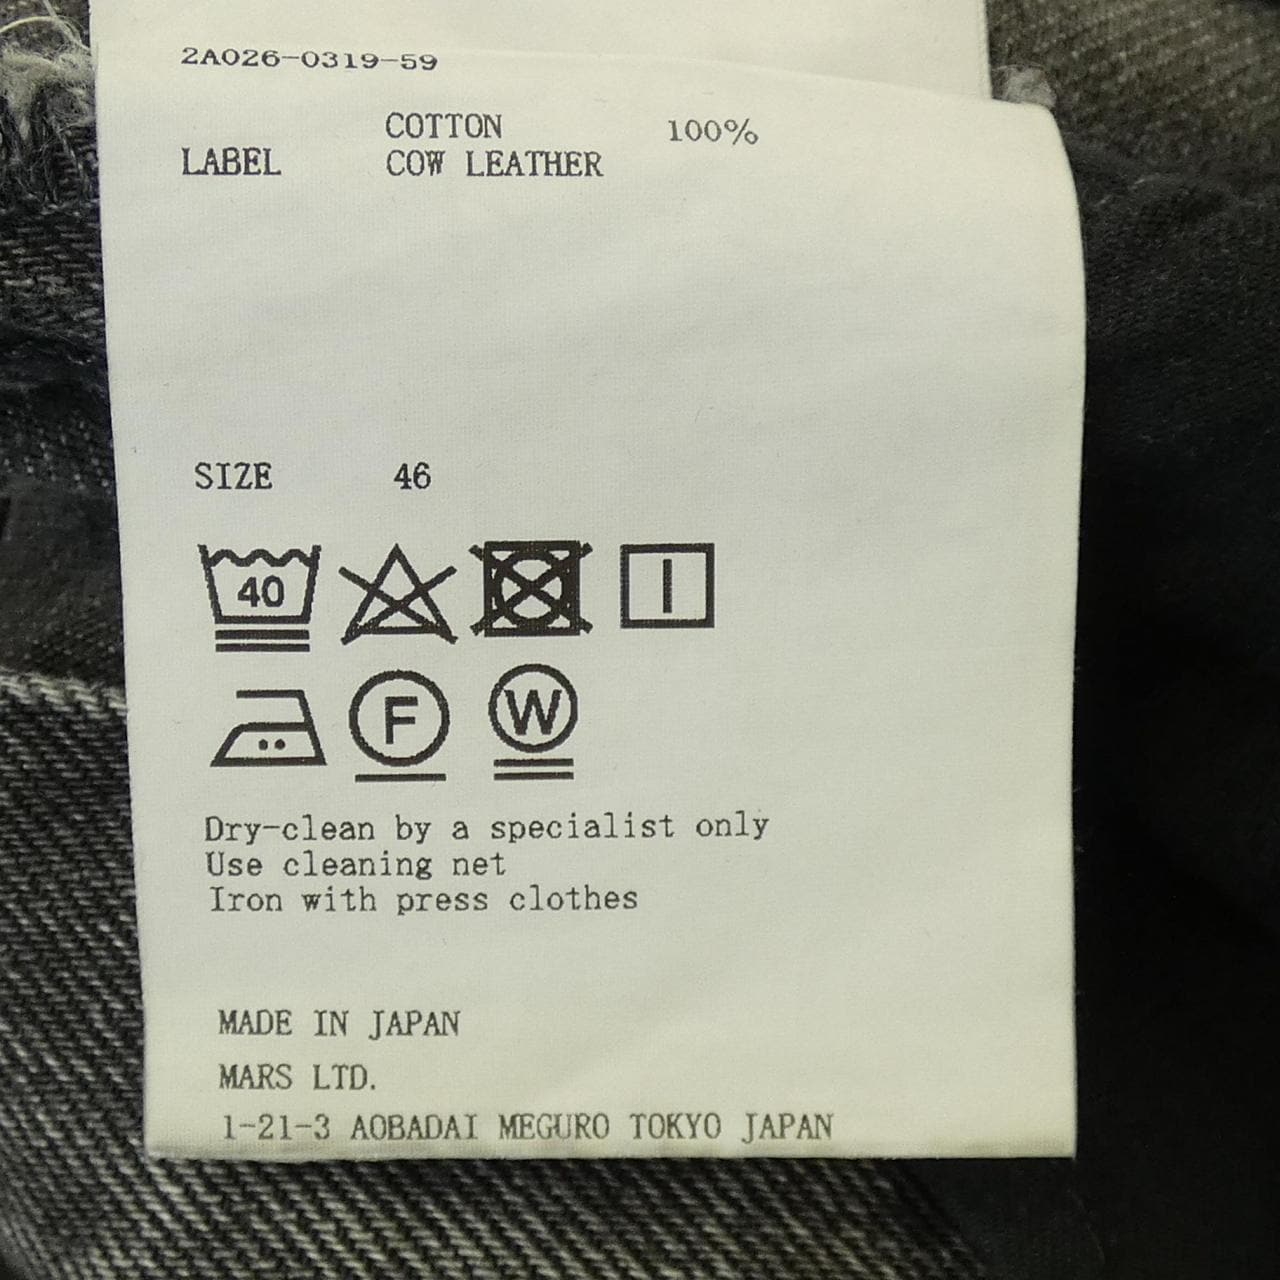 2A026-0319-59
COTTON 100%
LABEL COW LEATHER
SIZE 46
40
F W
Dry-clean by a specialist only
Use cleaning net
Iron with press clothes
MADE IN JAPAN
MARS LTD.
1-21-3 AOBADAI MEGURO TOKYO JAPAN